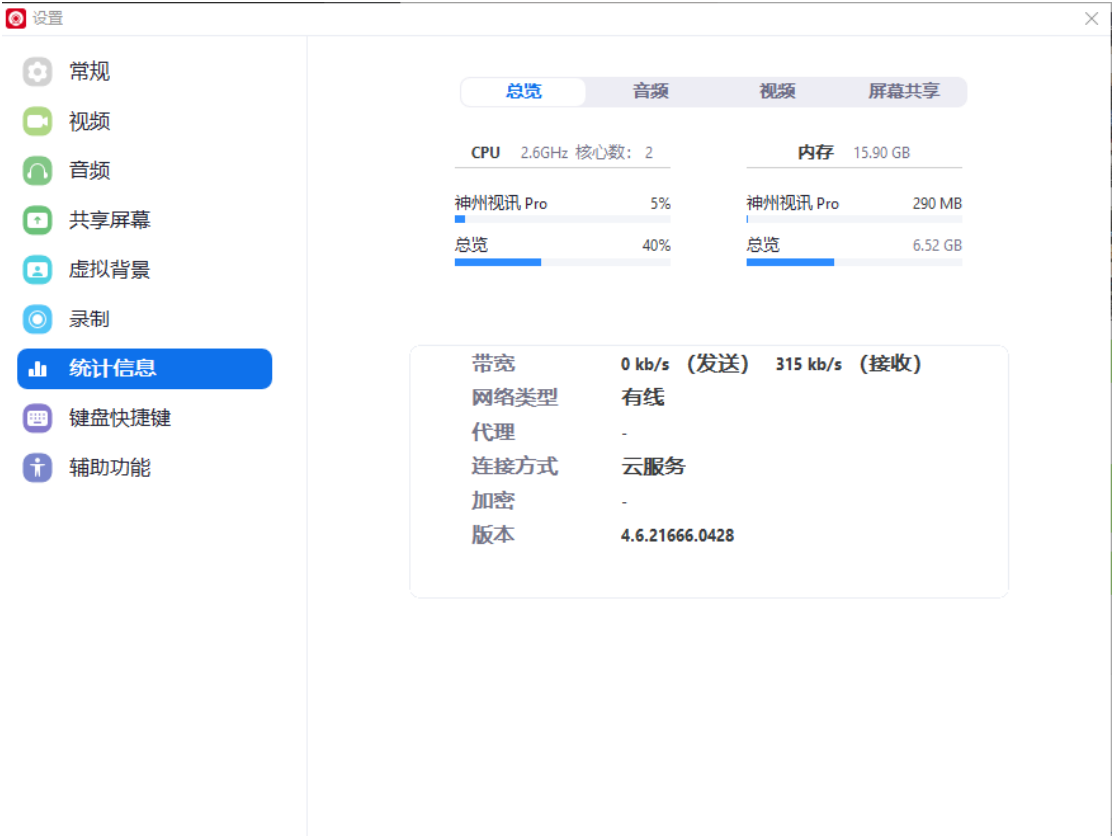 设置
常规
视频
音频
共享屏幕
虚拟背景
录制
统计信息
键盘快捷键
辅助功能
总览 音频 视频 屏幕共享
CPU 2.6GHz 核心数： 2 内存 15.90 GB
神州视讯 Pro 5% 神州视讯 Pro 290 MB
总览 40% 总览 6.52 GB
带宽 0 kb/s （发送） 315 kb/s （接收）
网络类型 有线
代理 -
连接方式 云服务
加密 -
版本 4.6.21666.0428